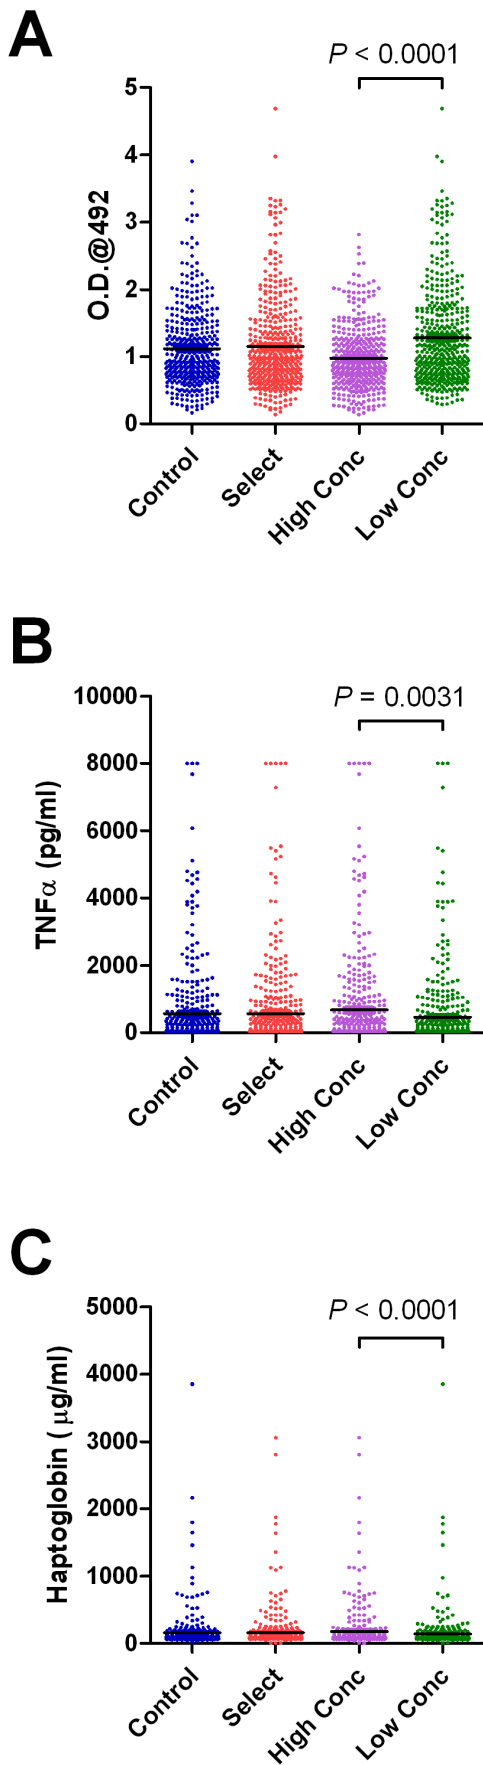 A
P < 0.0001
O.D.@492
5
4
3
2
1
0
Control
Select
High Conc
Low Conc
B
P = 0.0031
TNFα (pg/ml)
10000
8000
6000
4000
2000
0
Control
Select
High Conc
Low Conc
C
P < 0.0001
Haptoglobin ( μg/ml)
5000
4000
3000
2000
1000
0
Control
Select
High Conc
Low Conc